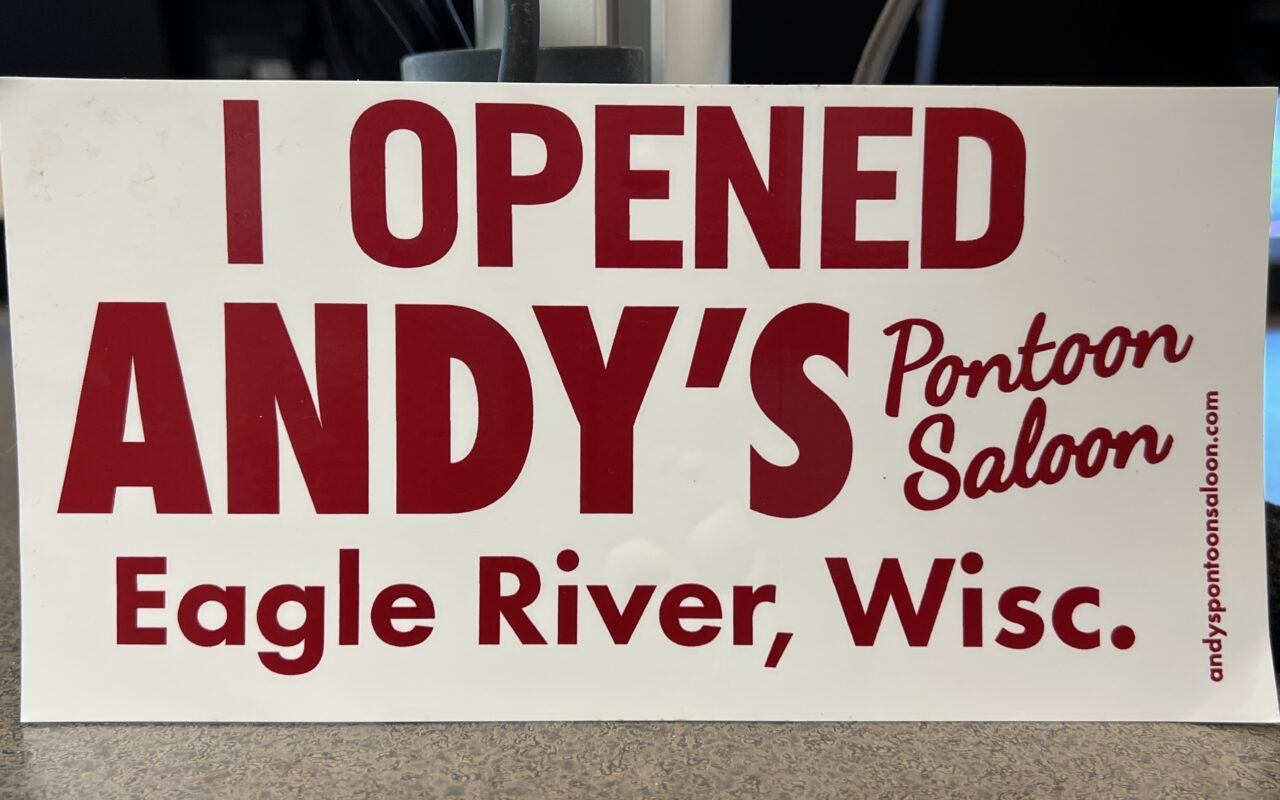 I OPENED
ANDY'S Pontoon
Saloon
Eagle River, Wisc.
andyspontoonsaloon.com